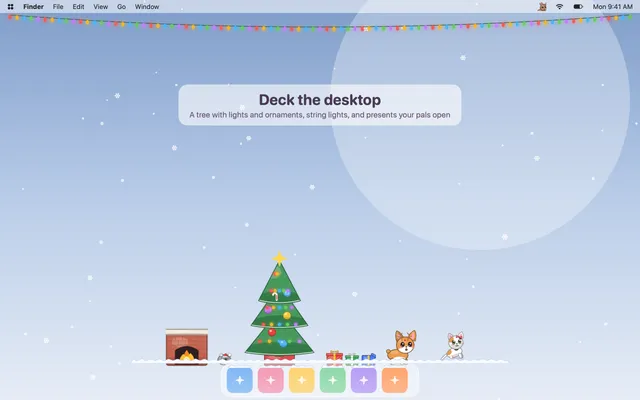 Finder File Edit View Go Window Mon 9:41 AM
Deck the desktop
A tree with lights and ornaments, string lights, and presents your pals open